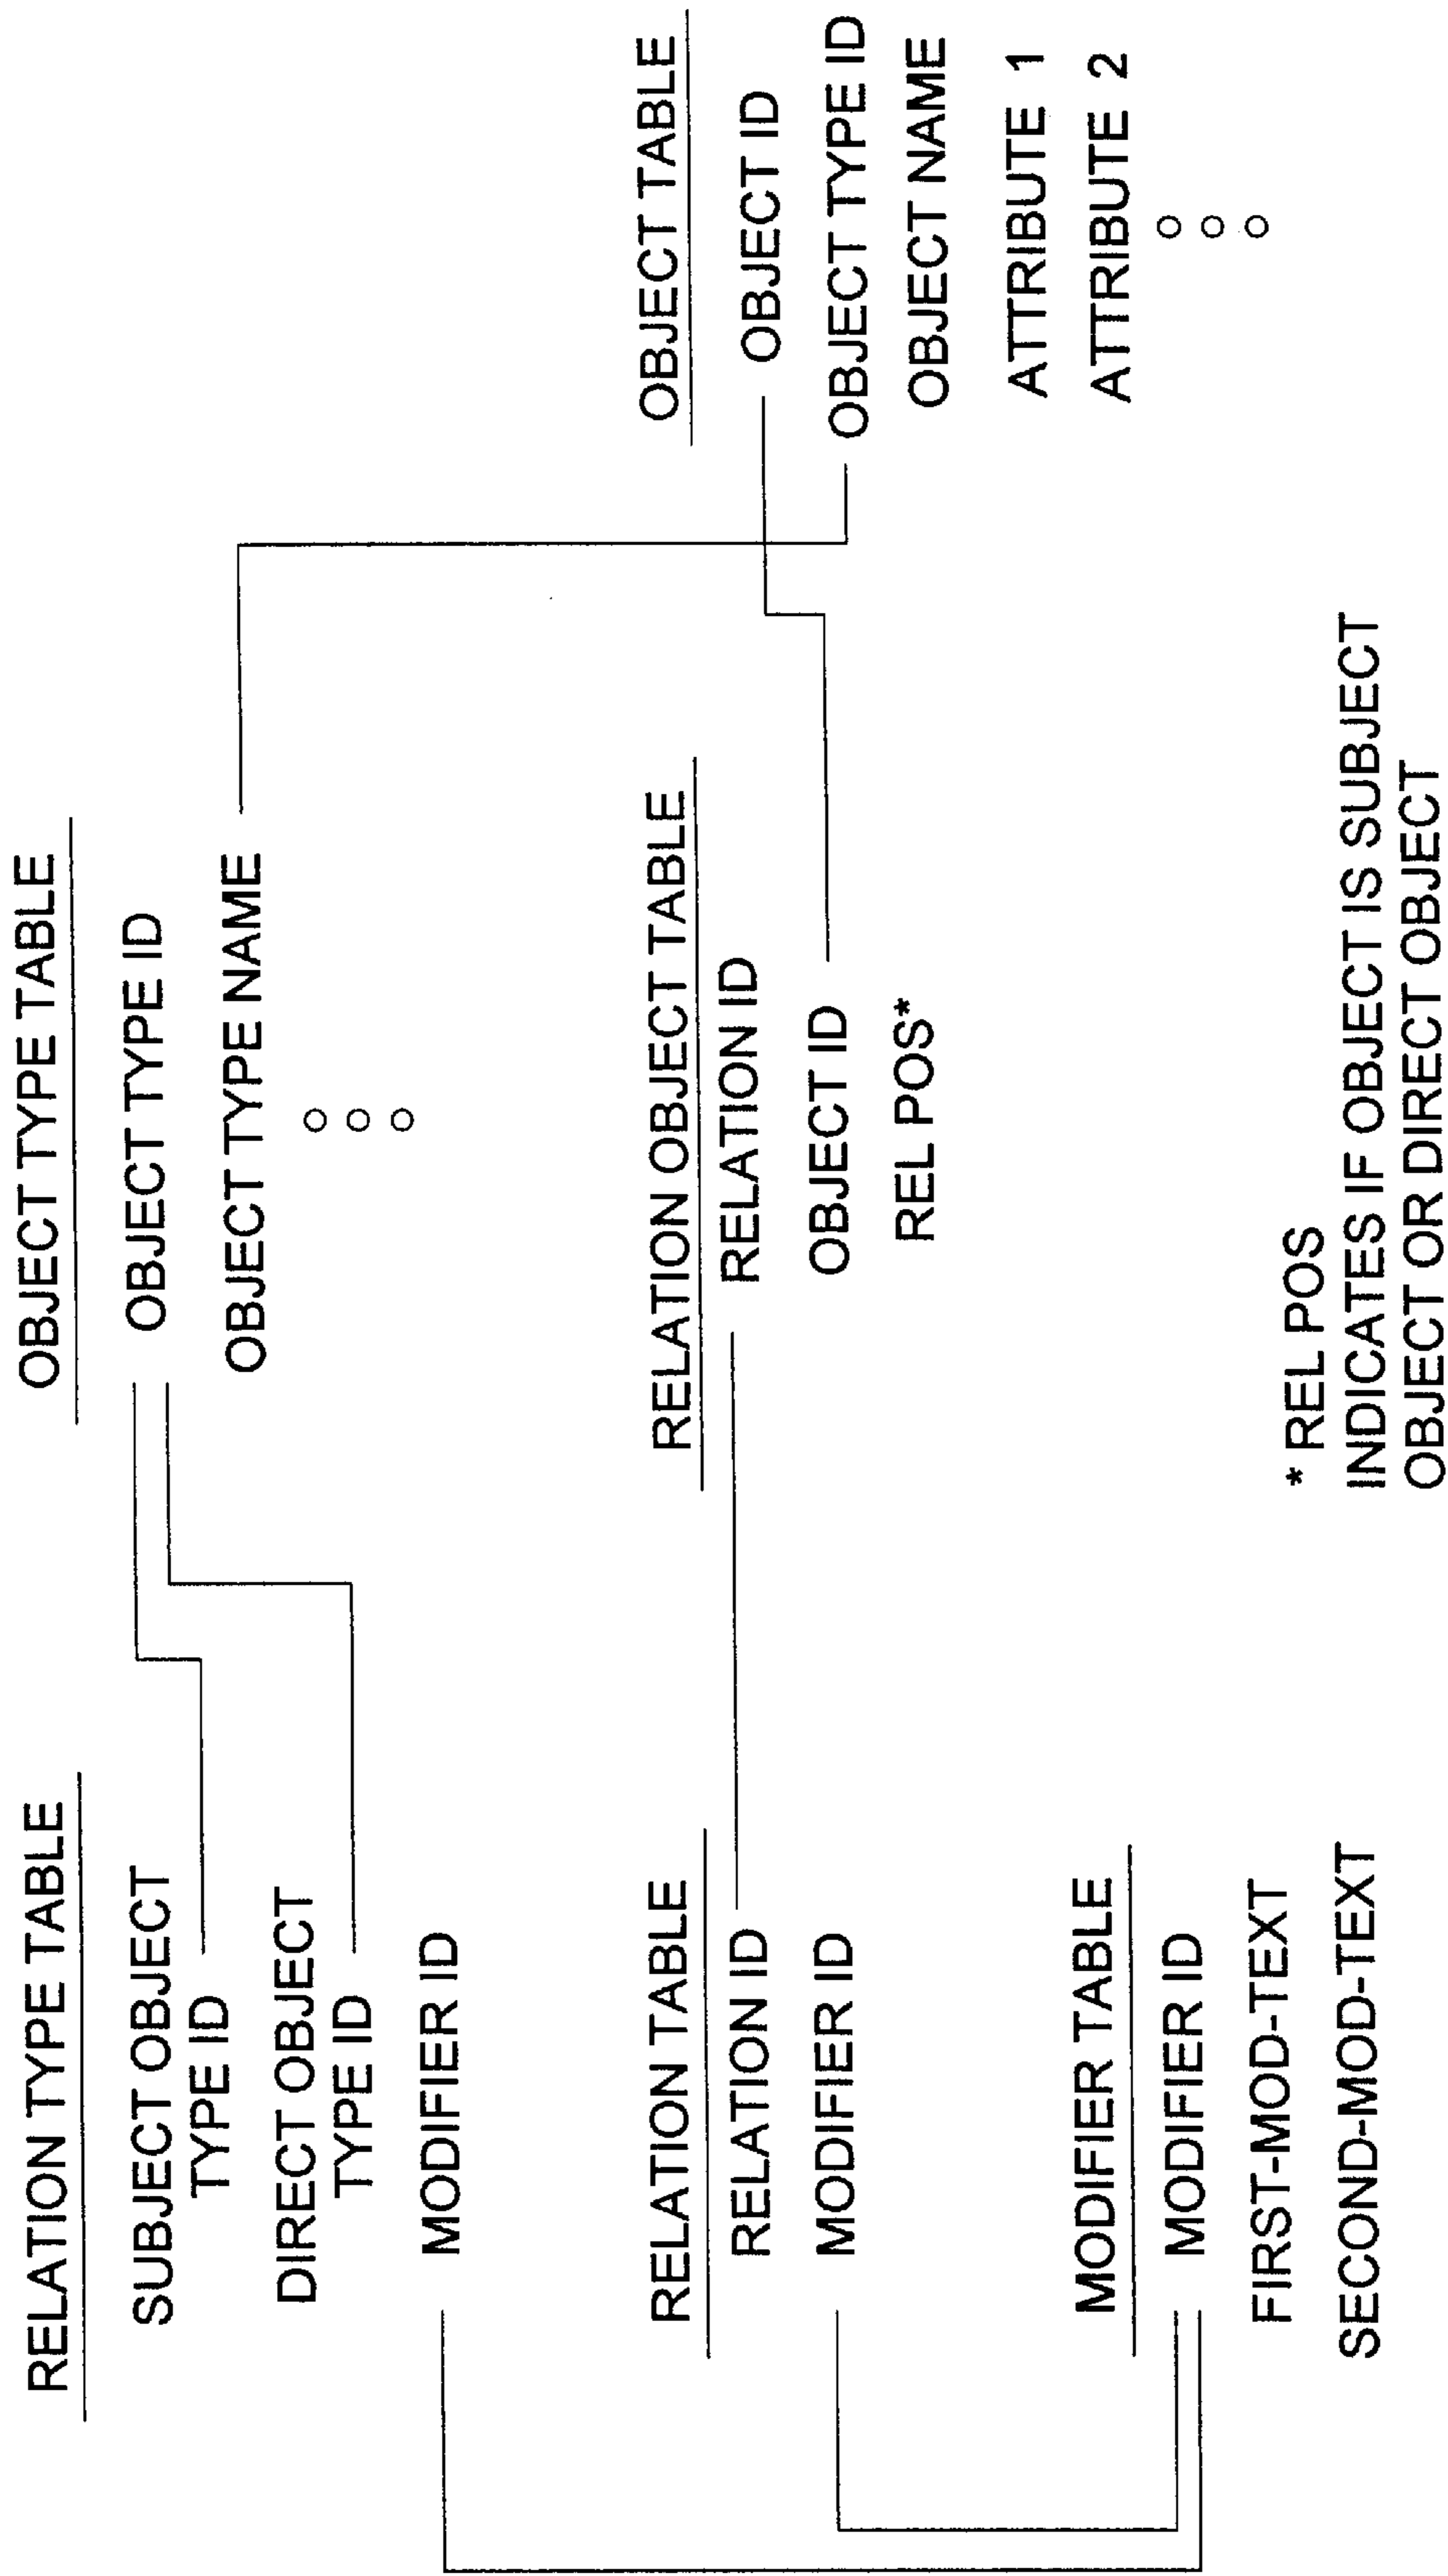 RELATION TYPE TABLE
SUBJECT OBJECT
TYPE ID
DIRECT OBJECT
TYPE ID
MODIFIER ID
OBJECT TYPE TABLE
OBJECT TYPE ID
OBJECT TYPE NAME
RELATION TABLE
RELATION ID
MODIFIER ID
RELATION OBJECT TABLE
RELATION ID
OBJECT ID
REL POS*
OBJECT TABLE
OBJECT ID
OBJECT TYPE ID
OBJECT NAME
ATTRIBUTE 1
ATTRIBUTE 2
MODIFIER TABLE
MODIFIER ID
FIRST-MOD-TEXT
SECOND-MOD-TEXT
* REL POS
INDICATES IF OBJECT IS SUBJECT
OBJECT OR DIRECT OBJECT